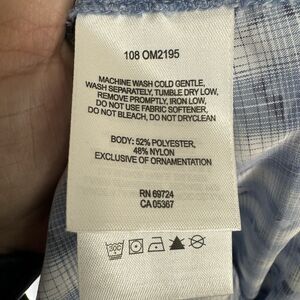 108 OM2195
MACHINE WASH COLD GENTLE,
WASH SEPARATELY, TUMBLE DRY LOW,
REMOVE PROMPTLY, IRON LOW,
DO NOT USE FABRIC SOFTENER,
DO NOT BLEACH, DO NOT DRYCLEAN
BODY: 52% POLYESTER,
48% NYLON
EXCLUSIVE OF ORNAMENTATION
RN 69724
CA 05367